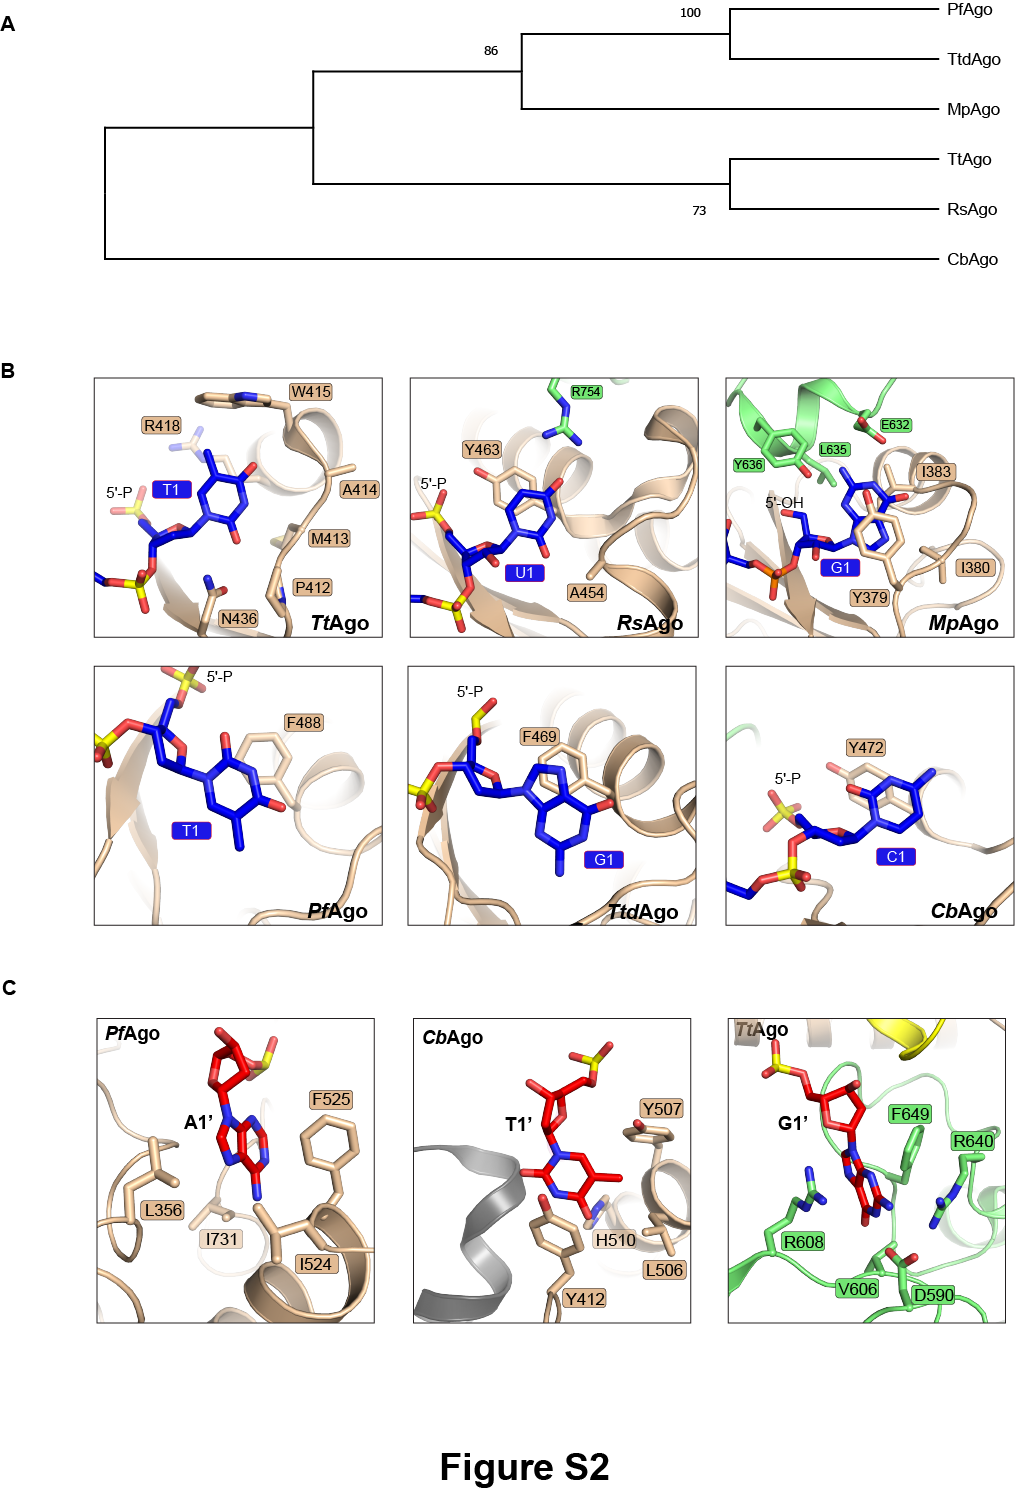 A
100
PfAgo
86
TtdAgo
MpAgo
TtAgo
73
RsAgo
CbAgo
B
W415
R418
5'-P
T1
A414
M413
P412
N436
TtAgo
R754
Y463
5'-P
U1
A454
RsAgo
E632
L635
Y636
I383
5'-OH
G1
I380
Y379
MpAgo
5'-P
F488
T1
PfAgo
5'-P
F469
G1
TtdAgo
Y472
5'-P
C1
CbAgo
C
PfAgo
A1’
F525
L356
I731
I524
CbAgo
T1’
Y507
H510
L506
Y412
TtAgo
G1’
F649
R640
R608
V606
D590
Figure S2